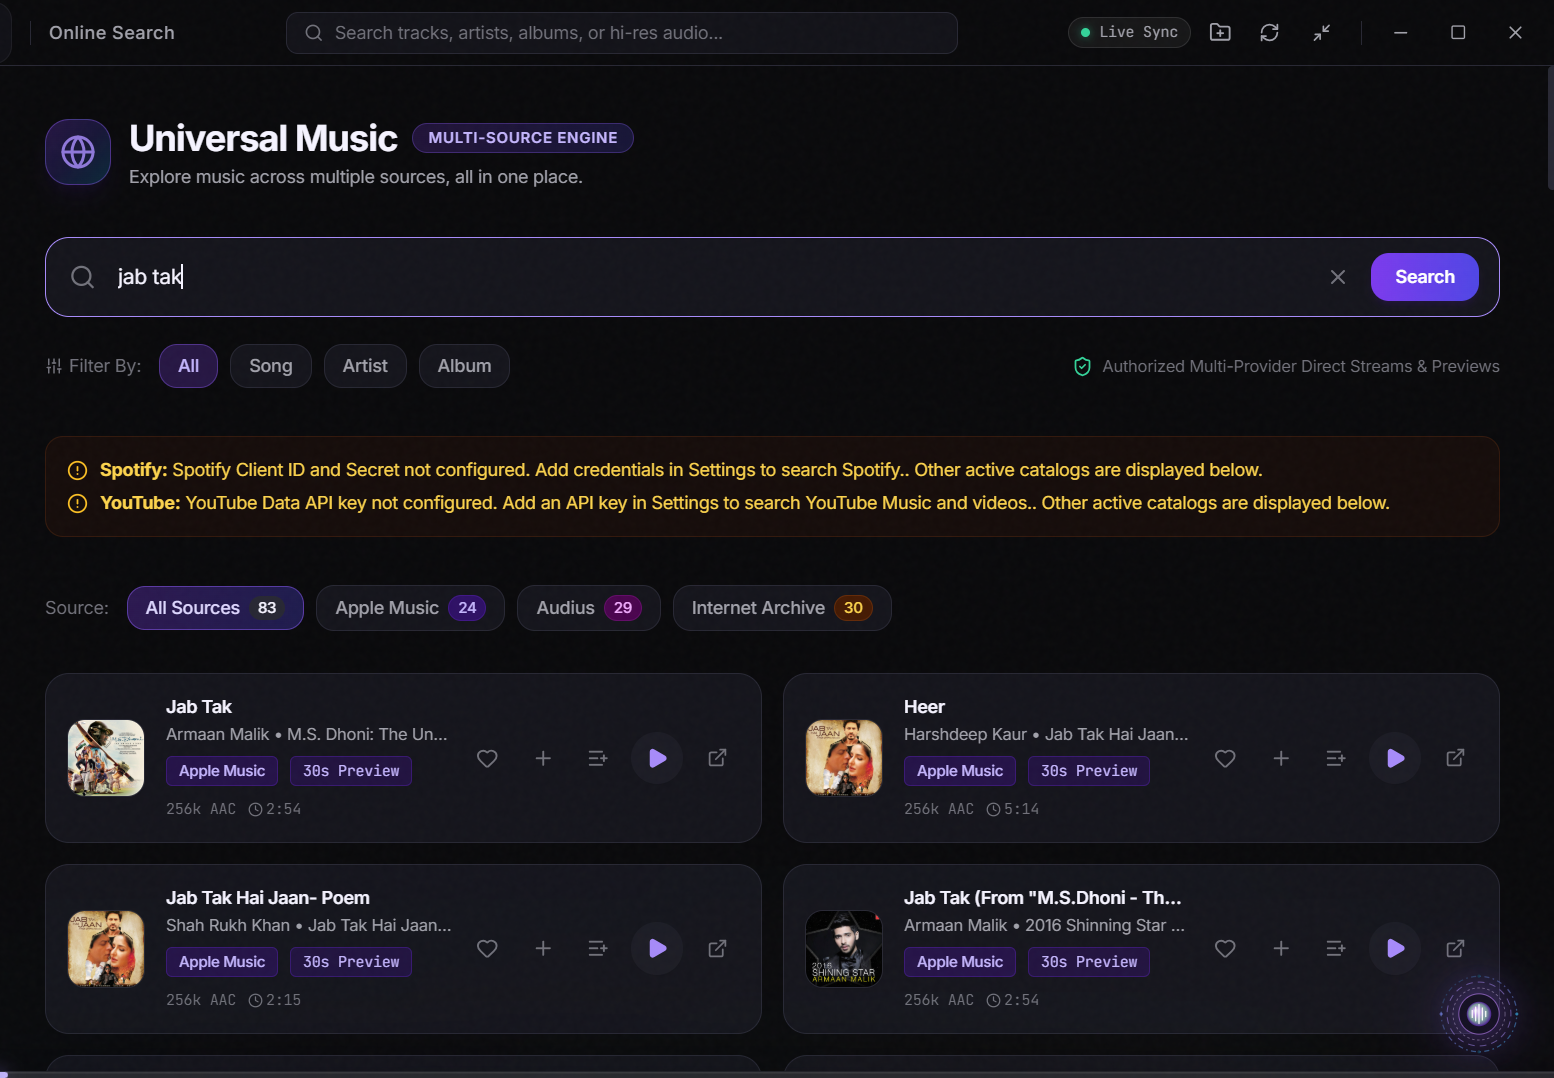 Online Search
Search tracks, artists, albums, or hi-res audio...
Live Sync
Universal Music
MULTI-SOURCE ENGINE
Explore music across multiple sources, all in one place.
jab tak
Search
Filter By:
All
Song
Artist
Album
Authorized Multi-Provider Direct Streams & Previews
Spotify: Spotify Client ID and Secret not configured. Add credentials in Settings to search Spotify.. Other active catalogs are displayed below.
YouTube: YouTube Data API key not configured. Add an API key in Settings to search YouTube Music and videos.. Other active catalogs are displayed below.
Source:
All Sources 83
Apple Music 24
Audius 29
Internet Archive 30
Jab Tak
Armaan Malik • M.S. Dhoni: The Un...
Apple Music
30s Preview
256k AAC 2:54
Heer
Harshdeep Kaur • Jab Tak Hai Jaan...
Apple Music
30s Preview
256k AAC 5:14
Jab Tak Hai Jaan- Poem
Shah Rukh Khan • Jab Tak Hai Jaan...
Apple Music
30s Preview
256k AAC 2:15
Jab Tak (From "M.S.Dhoni - Th...
Armaan Malik • 2016 Shinning Star ...
Apple Music
30s Preview
256k AAC 2:54
2016
SHINING STAR
ARMAAN MALIK